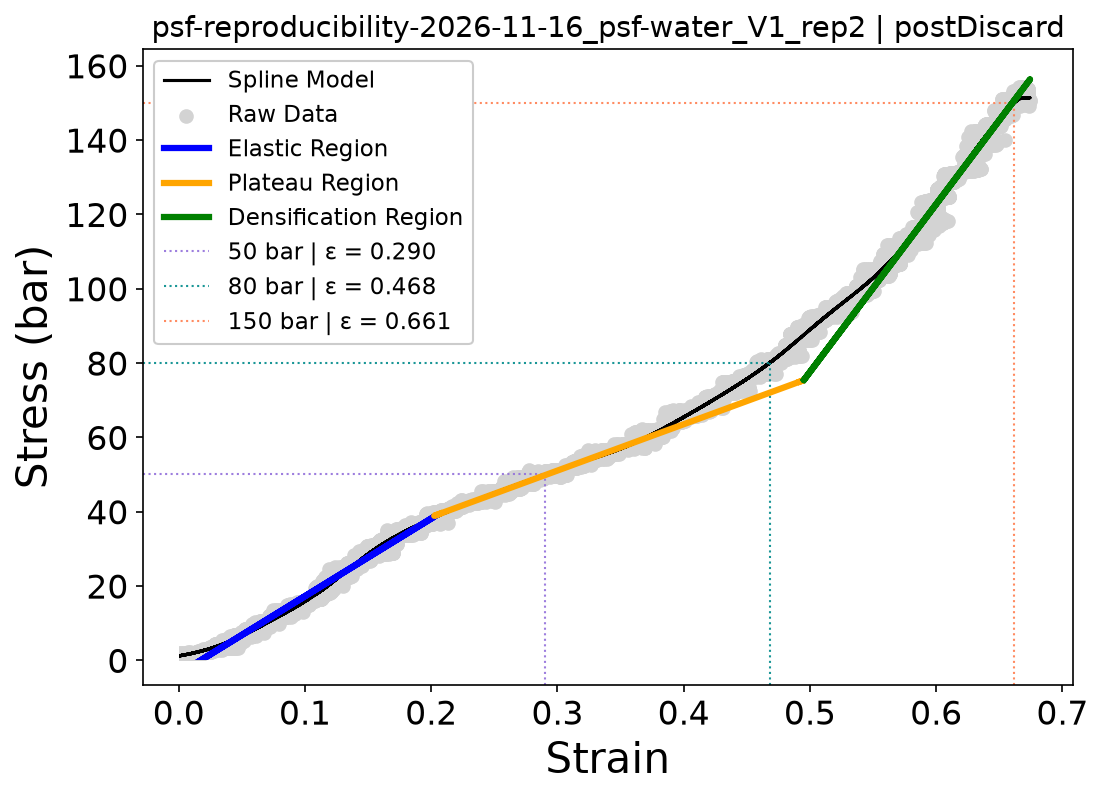 psf-reproducibility-2026-11-16_psf-water_V1_rep2 | postDiscard
Spline Model
Raw Data
Elastic Region
Plateau Region
Densification Region
50 bar | ε = 0.290
80 bar | ε = 0.468
150 bar | ε = 0.661
Stress (bar)
160
140
120
100
80
60
40
20
0
0.0 0.1 0.2 0.3 0.4 0.5 0.6 0.7
Strain